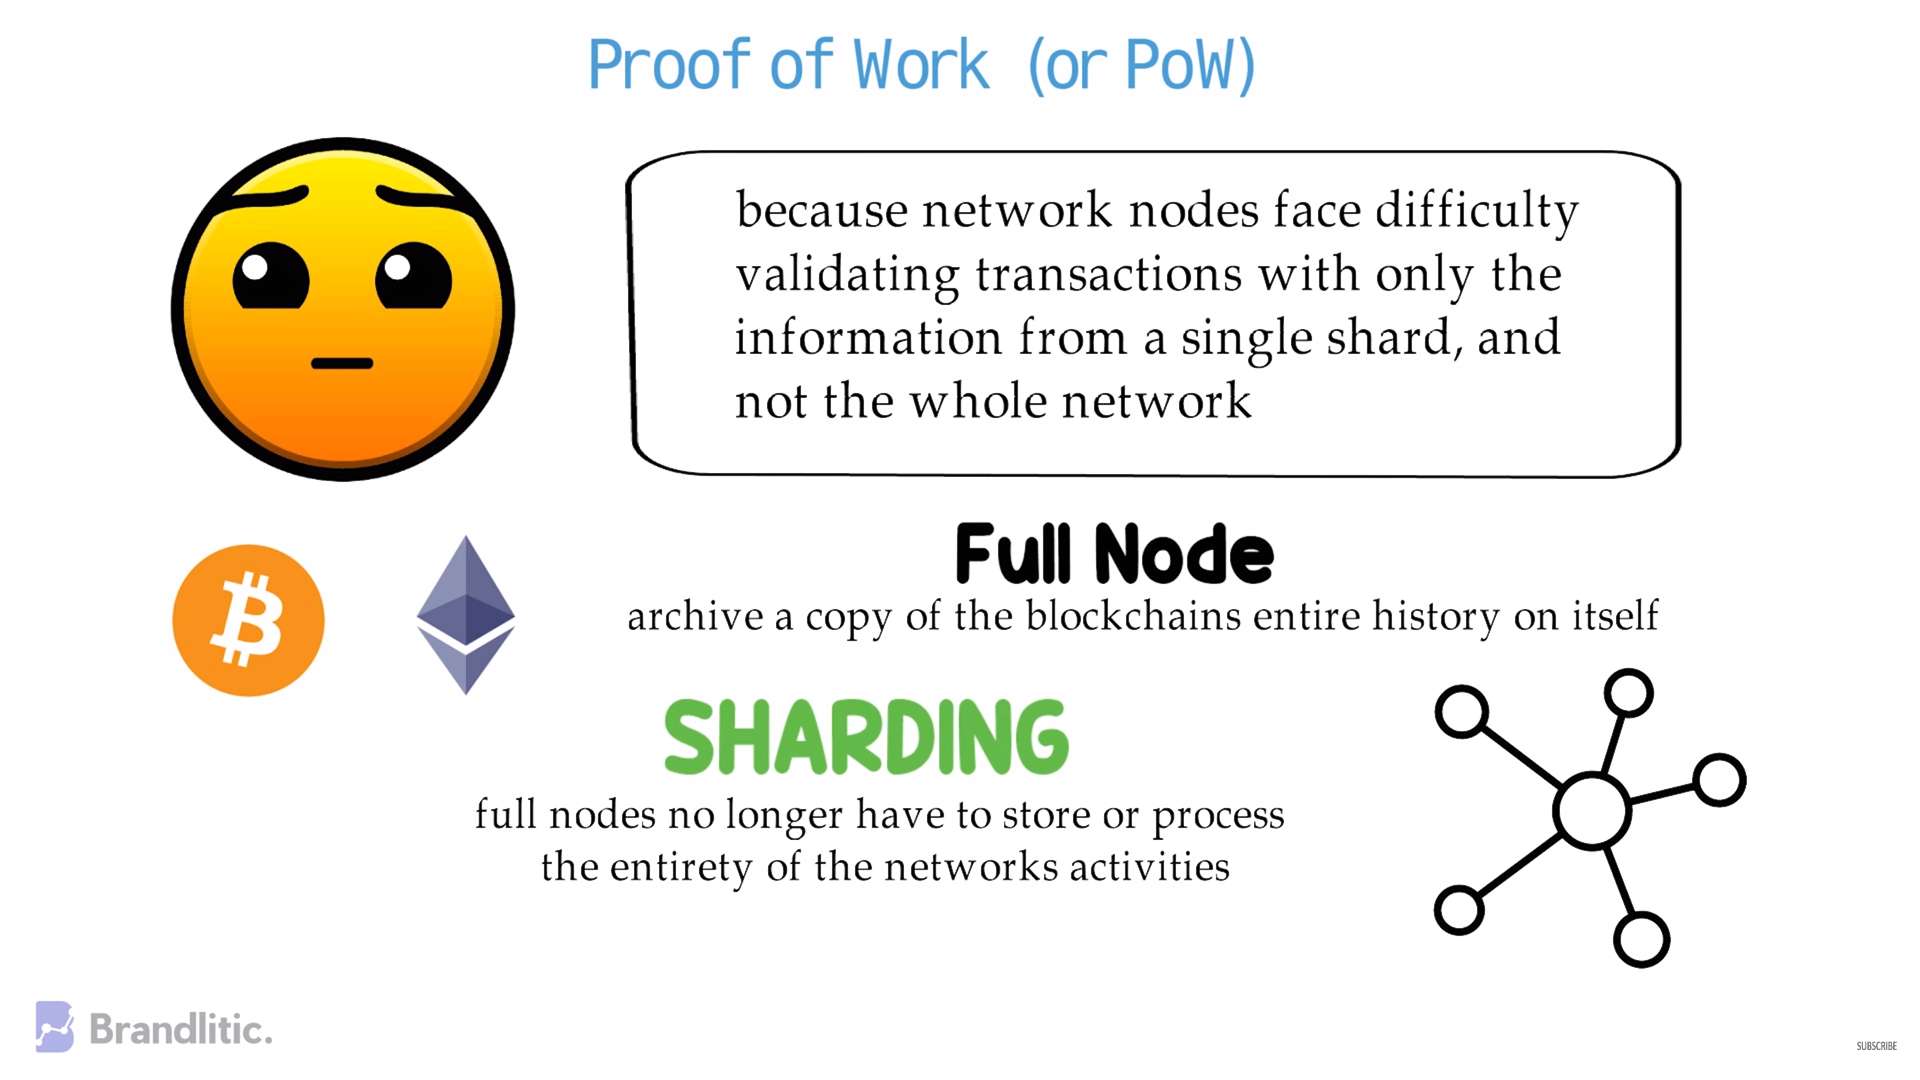 Proof of Work (or PoW)
because network nodes face difficulty
validating transactions with only the
information from a single shard, and
not the whole network
Full Node
archive a copy of the blockchains entire history on itself
SHARDING
full nodes no longer have to store or process
the entirety of the networks activities
Brandlitic.
SUBSCRIBE